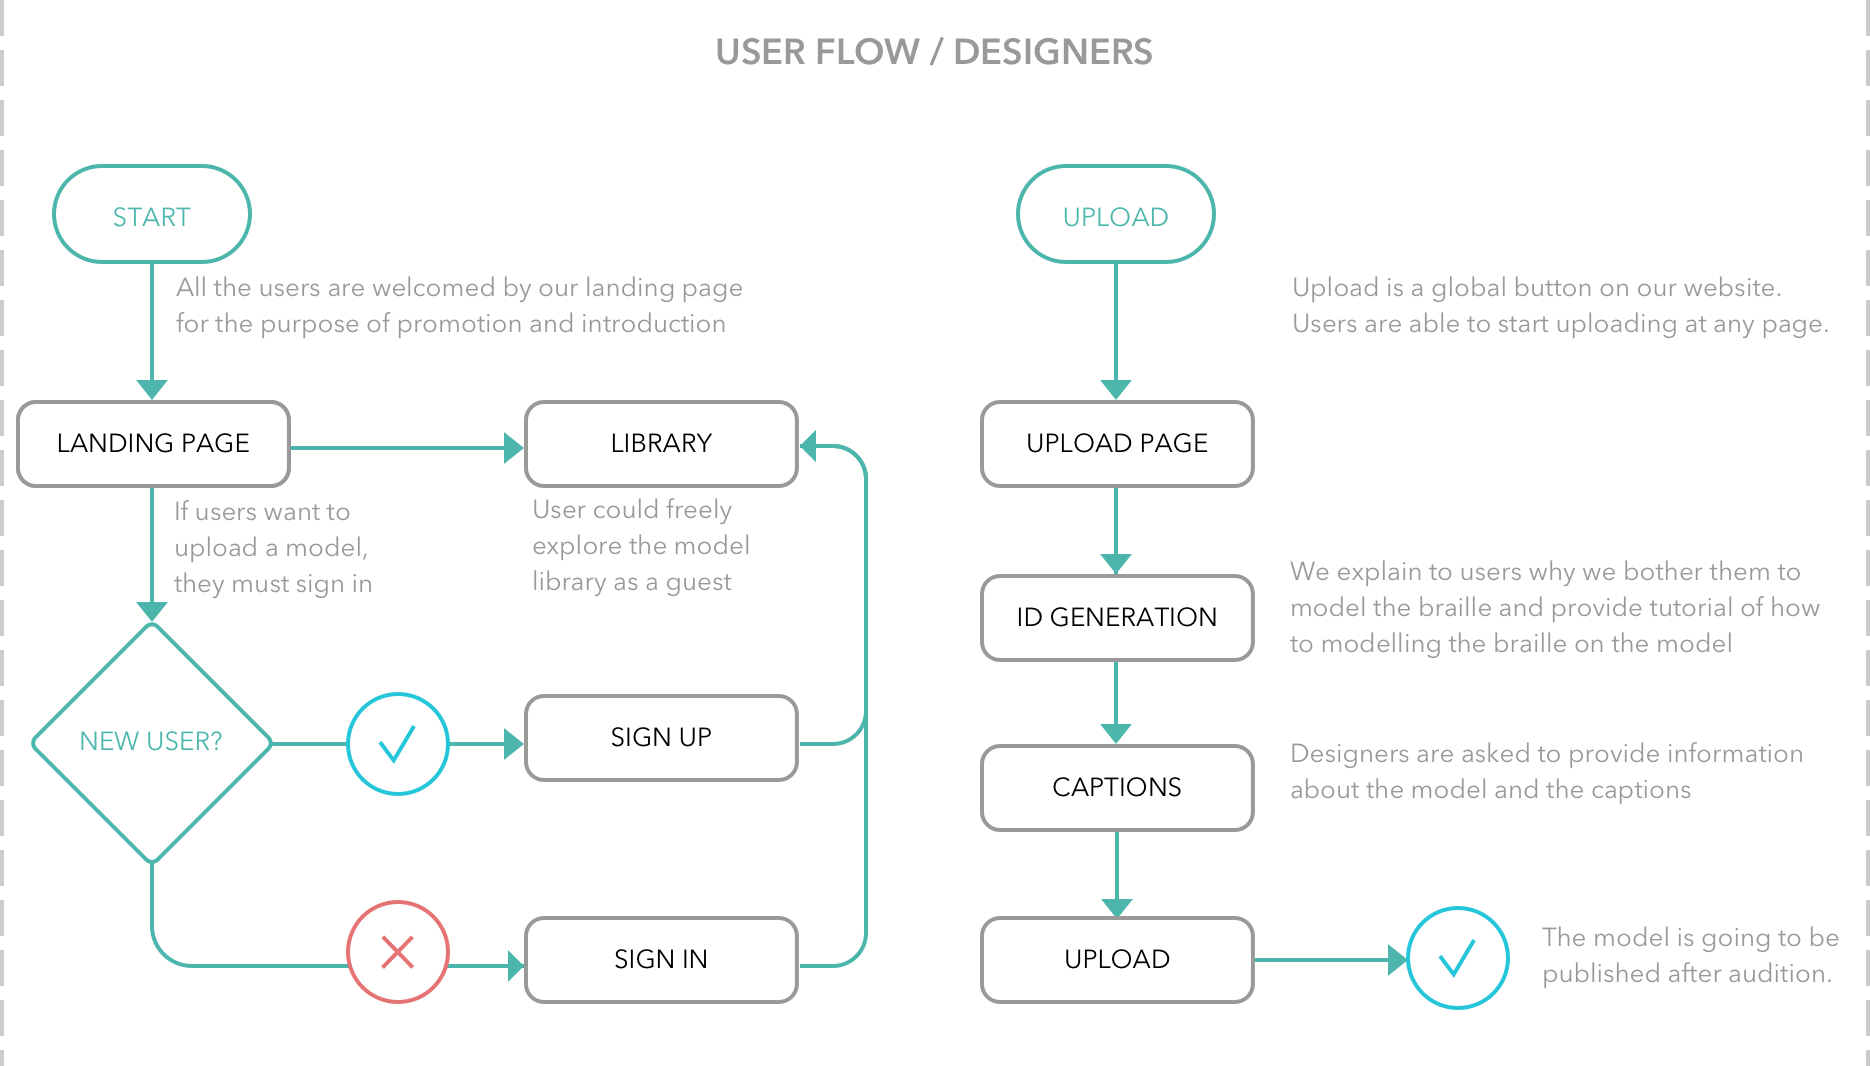 USER FLOW / DESIGNERS
START
All the users are welcomed by our landing page
for the purpose of promotion and introduction
LANDING PAGE
LIBRARY
If users want to
upload a model,
they must sign in
User could freely
explore the model
library as a guest
NEW USER?
SIGN UP
SIGN IN
UPLOAD
Upload is a global button on our website.
Users are able to start uploading at any page.
UPLOAD PAGE
ID GENERATION
We explain to users why we bother them to
model the braille and provide tutorial of how
to modelling the braille on the model
CAPTIONS
Designers are asked to provide information
about the model and the captions
UPLOAD
The model is going to be
published after audition.